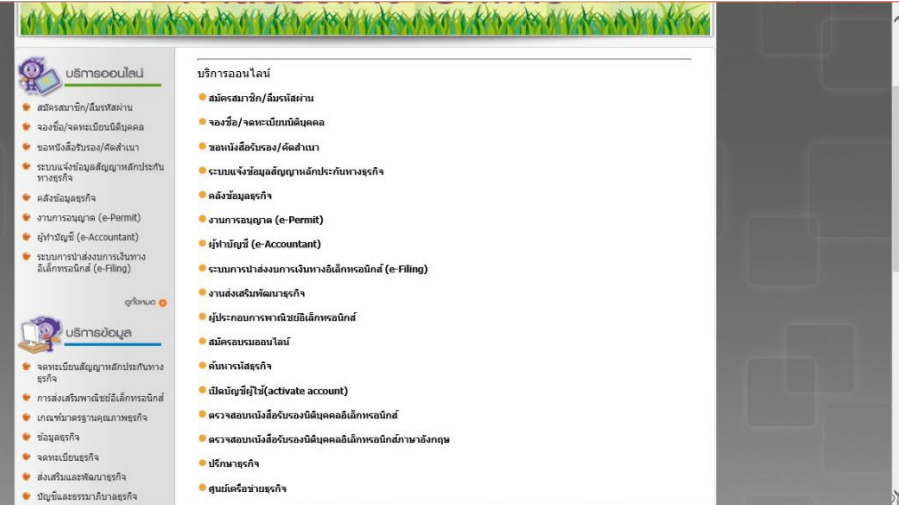 บริการออนไลน์
สมัครสมาชิก/ลืมรหัสผ่าน
จองชื่อ/จดทะเบียนนิติบุคคล
ขอหนังสือรับรอง/คัดสำเนา
ระบบแจ้งข้อมูลสัญญาหลักประกัน
ทางธุรกิจ
คลังข้อมูลธุรกิจ
งานการอนุญาต (e-Permit)
ผู้ทำบัญชี (e-Accountant)
ระบบการนำส่งงบการเงินทาง
อิเล็กทรอนิกส์ (e-Filing)
ดูทั้งหมด
บริการข้อมูล
จดทะเบียนสัญญาหลักประกันทาง
ธุรกิจ
การส่งเสริมพาณิชย์อิเล็กทรอนิกส์
เกณฑ์มาตรฐานคุณภาพธุรกิจ
ข้อมูลธุรกิจ
จดทะเบียนธุรกิจ
ส่งเสริมและพัฒนาธุรกิจ
บัญชีและธรรมาภิบาลธุรกิจ
บริการออนไลน์
สมัครสมาชิก/ลืมรหัสผ่าน
จองชื่อ/จดทะเบียนนิติบุคคล
ขอหนังสือรับรอง/คัดสำเนา
ระบบแจ้งข้อมูลสัญญาหลักประกันทางธุรกิจ
คลังข้อมูลธุรกิจ
งานการอนุญาต (e-Permit)
ผู้ทำบัญชี (e-Accountant)
ระบบการนำส่งงบการเงินทางอิเล็กทรอนิกส์ (e-Filing)
งานส่งเสริมพัฒนาธุรกิจ
ผู้ประกอบการพาณิชย์อิเล็กทรอนิกส์
สมัครอบรมออนไลน์
ค้นหารหัสธุรกิจ
เปิดบัญชีผู้ใช้(activate account)
ตรวจสอบหนังสือรับรองนิติบุคคลอิเล็กทรอนิกส์
ตรวจสอบหนังสือรับรองนิติบุคคลอิเล็กทรอนิกส์ภาษาอังกฤษ
ปรึกษาธุรกิจ
ศูนย์เครือข่ายธุรกิจ